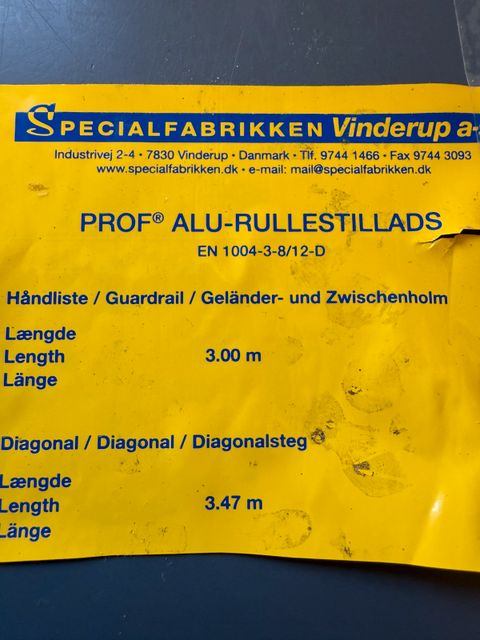 SPECIALFABRIKKEN Vinderup a-
Industrivej 2-4 • 7830 Vinderup • Danmark • Tlf. 9744 1466 • Fax 9744 3093
www.specialfabrikken.dk • e-mail: mail@specialfabrikken.dk
PROF® ALU-RULLESTILLADS
EN 1004-3-8/12-D
Håndliste / Guardrail / Geländer- und Zwischenholm
Længde
Length 3.00 m
Länge
Diagonal / Diagonal / Diagonalsteg
Længde
Length 3.47 m
Länge